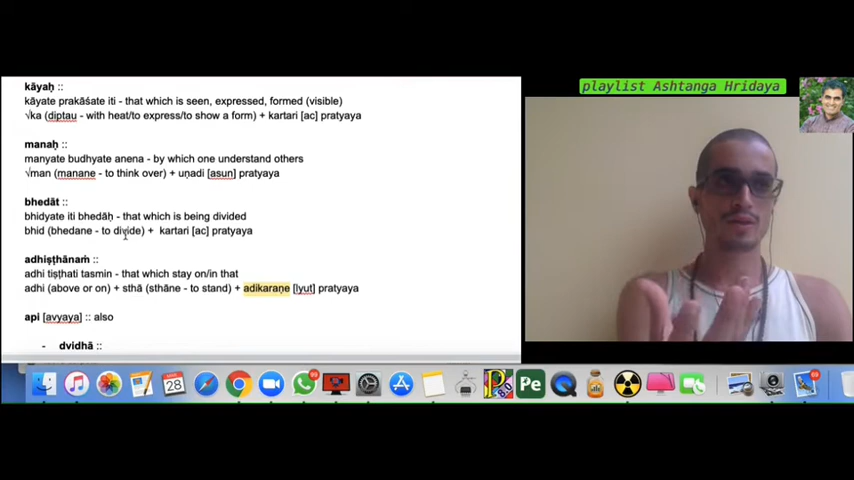 playlist Ashtanga Hridaya
kāyaḥ ::
kāyate prakāśate iti - that which is seen, expressed, formed (visible)
√ka (diptau - with heat/to express/to show a form) + kartari [ac] pratyaya
manaḥ ::
manyate budhyate anena - by which one understand others
√man (manane - to think over) + uṇadi [asun] pratyaya
bhedāt ::
bhidyate iti bhedāḥ - that which is being divided
bhid (bhedane - to divide) + kartari [ac] pratyaya
adhiṣṭhānaṁ ::
adhi tiṣṭhati tasmin - that which stay on/in that
adhi (above or on) + sthā (sthāne - to stand) + adikaraṇe [lyut] pratyaya
api [avyaya] :: also
- dvidhā ::
28
Pe